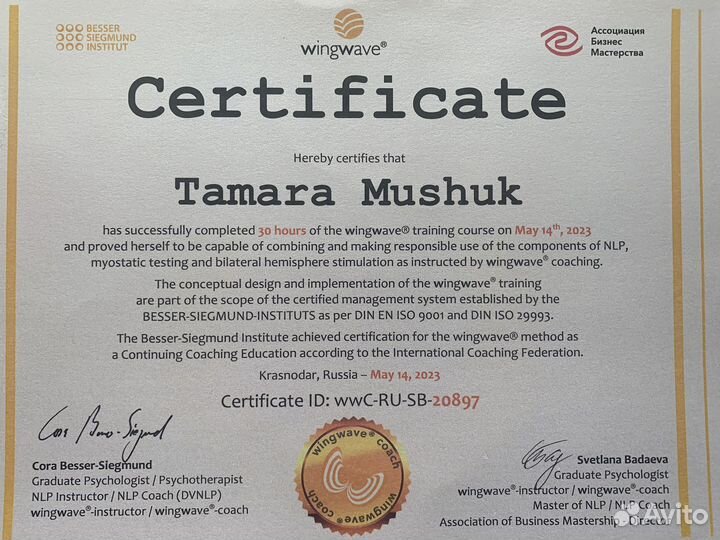 BESSER
SIEGMUND
INSTITUT
wingwave®
Ассоциация
Бизнес
Мастерства
Certificate
Hereby certifies that
Tamara Mushuk
has successfully completed 30 hours of the wingwave® training course on May 14th, 2023
and proved herself to be capable of combining and making responsible use of the components of NLP,
myostatic testing and bilateral hemisphere stimulation as instructed by wingwave® coaching.
The conceptual design and implementation of the wingwave® training
are part of the scope of the certified management system established by the
BESSER-SIEGMUND-INSTITUTS as per DIN EN ISO 9001 and DIN ISO 29993.
The Besser-Siegmund Institute achieved certification for the wingwave® method as
a Continuing Coaching Education according to the International Coaching Federation.
Krasnodar, Russia – May 14, 2023
Certificate ID: wwC-RU-SB-20897
Cora Besser-Siegmund
Cora Besser-Siegmund
Graduate Psychologist / Psychotherapist
NLP Instructor / NLP Coach (DVNLP)
wingwave®-instructor / wingwave®-coach
wingwave® coach
wingwave® coach
Svetlana Badaeva
Graduate Psychologist
wingwave®-instructor / wingwave®-coach
Master of NLP / NLP Coach
Association of Business Mastership - Director
Avito